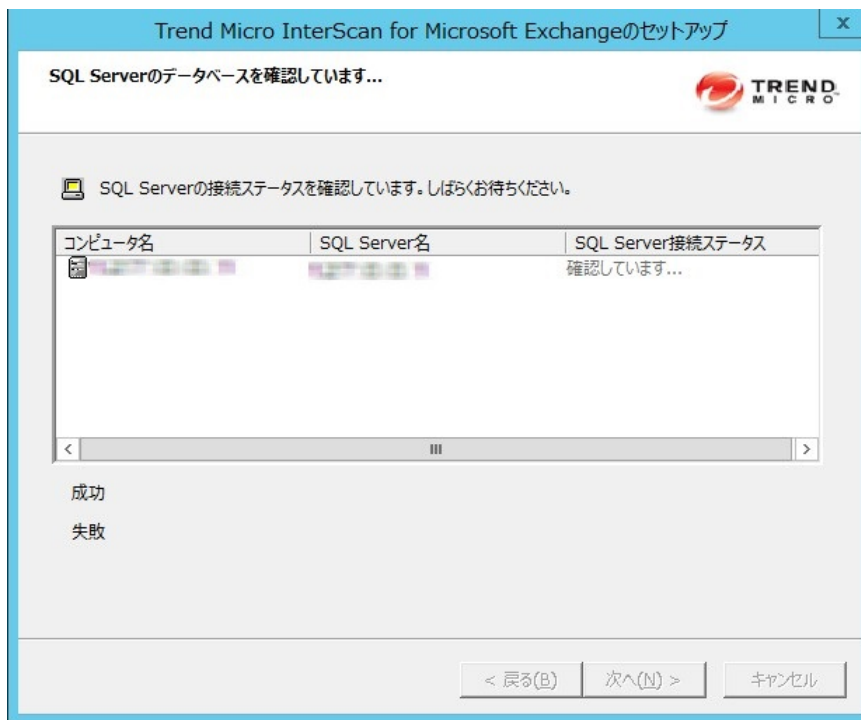 Trend Micro InterScan for Microsoft Exchangeのセットアップ
x
SQL Serverのデータベースを確認しています...
TREND
MICRO
SQL Serverの接続ステータスを確認しています。しばらくお待ちください。
コンピュータ名 SQL Server名 SQL Server接続ステータス
確認しています...
成功
失敗
< 戻る(B) 次へ(N) > キャンセル